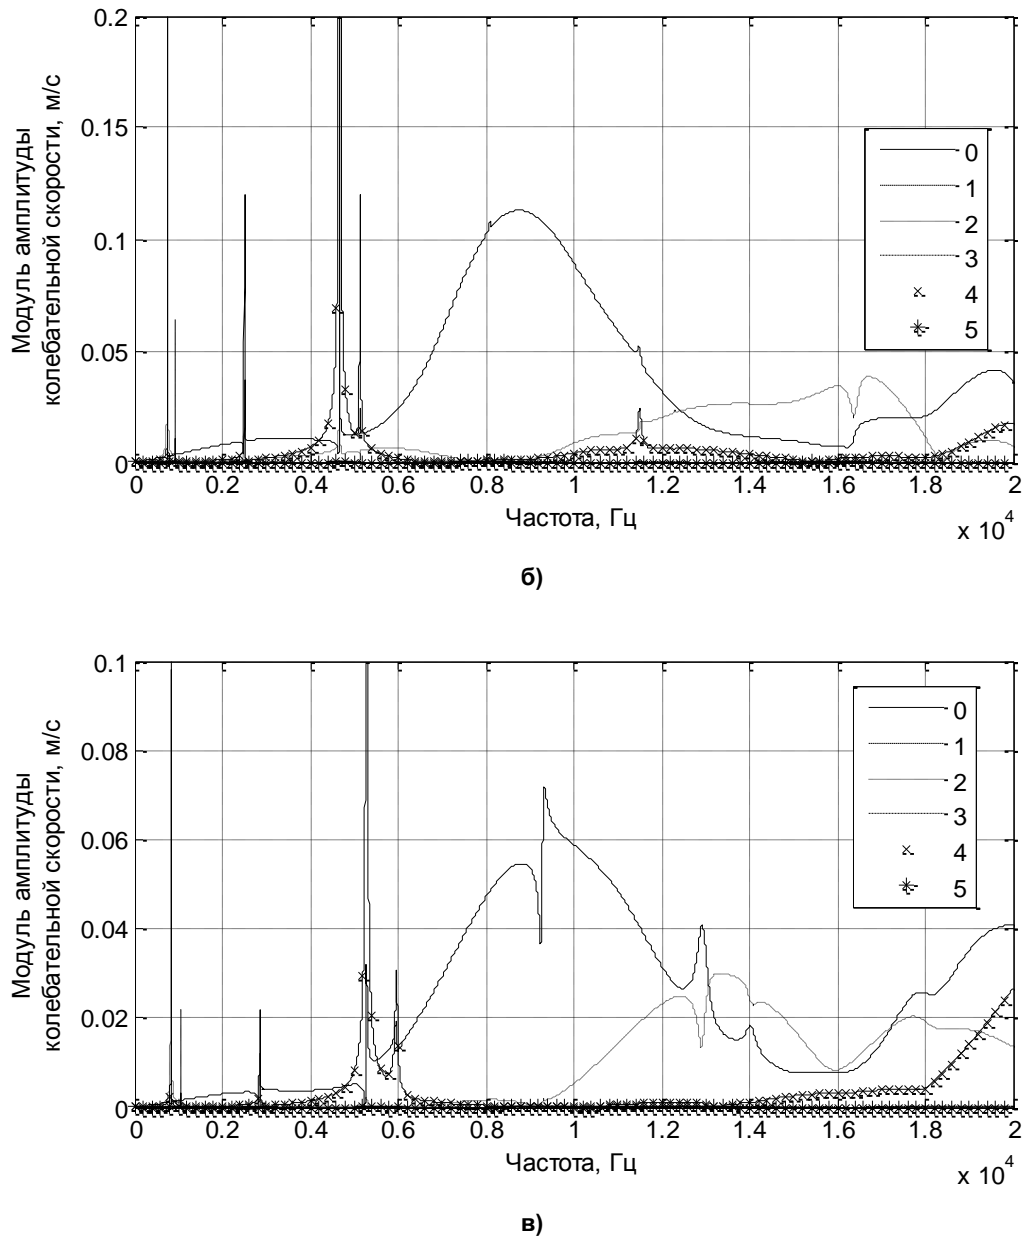 0.2
0.15
0.1
0.05
0
Модуль амплитуды
колебательной скорости, м/с
0
1
2
3
4
5
0 0.2 0.4 0.6 0.8 1 1.2 1.4 1.6 1.8 2
Частота, Гц
x 10⁴
б)
0.1
0.08
0.06
0.04
0.02
0
Модуль амплитуды
колебательной скорости, м/с
0
1
2
3
4
5
0 0.2 0.4 0.6 0.8 1 1.2 1.4 1.6 1.8 2
Частота, Гц
x 10⁴
в)